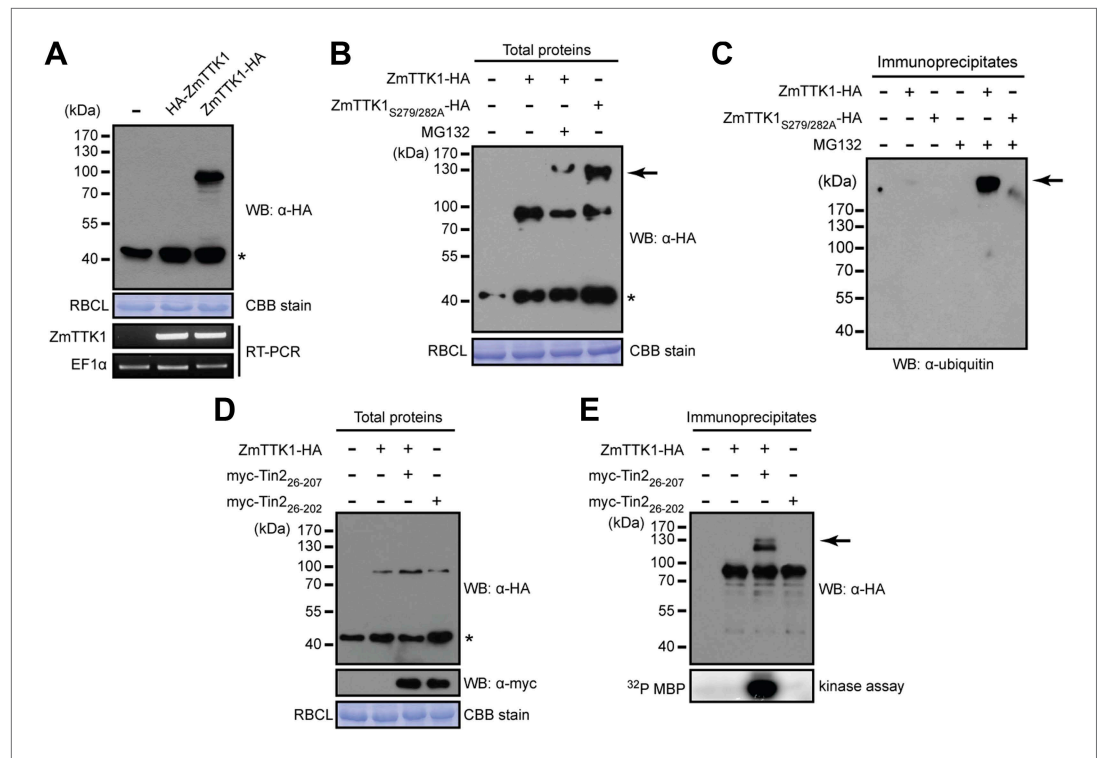 A
(kDa)
– HA-ZmTTK1 ZmTTK1-HA
170
130
100
70
55
40
WB: α-HA
*
RBCL CBB stain
ZmTTK1
EF1α
RT-PCR
B
Total proteins
ZmTTK1-HA – + + –
ZmTTK1S279/282A-HA – – – +
MG132 – – + –
(kDa) 170
130
100
70
55
40
WB: α-HA
*
RBCL CBB stain
C
Immunoprecipitates
ZmTTK1-HA – + – – + –
ZmTTK1S279/282A-HA – – + – – +
MG132 – – – + + +
(kDa)
170
130
100
70
55
40
WB: α-ubiquitin
D
Total proteins
ZmTTK1-HA – + + –
myc-Tin226-207 – – + –
myc-Tin226-202 – – – +
(kDa) 170
130
100
70
55
40
WB: α-HA
*
WB: α-myc
RBCL CBB stain
E
Immunoprecipitates
ZmTTK1-HA – + + –
myc-Tin226-207 – – + –
myc-Tin226-202 – – – +
(kDa) 170
130
100
70
55
40
WB: α-HA
32P MBP kinase assay